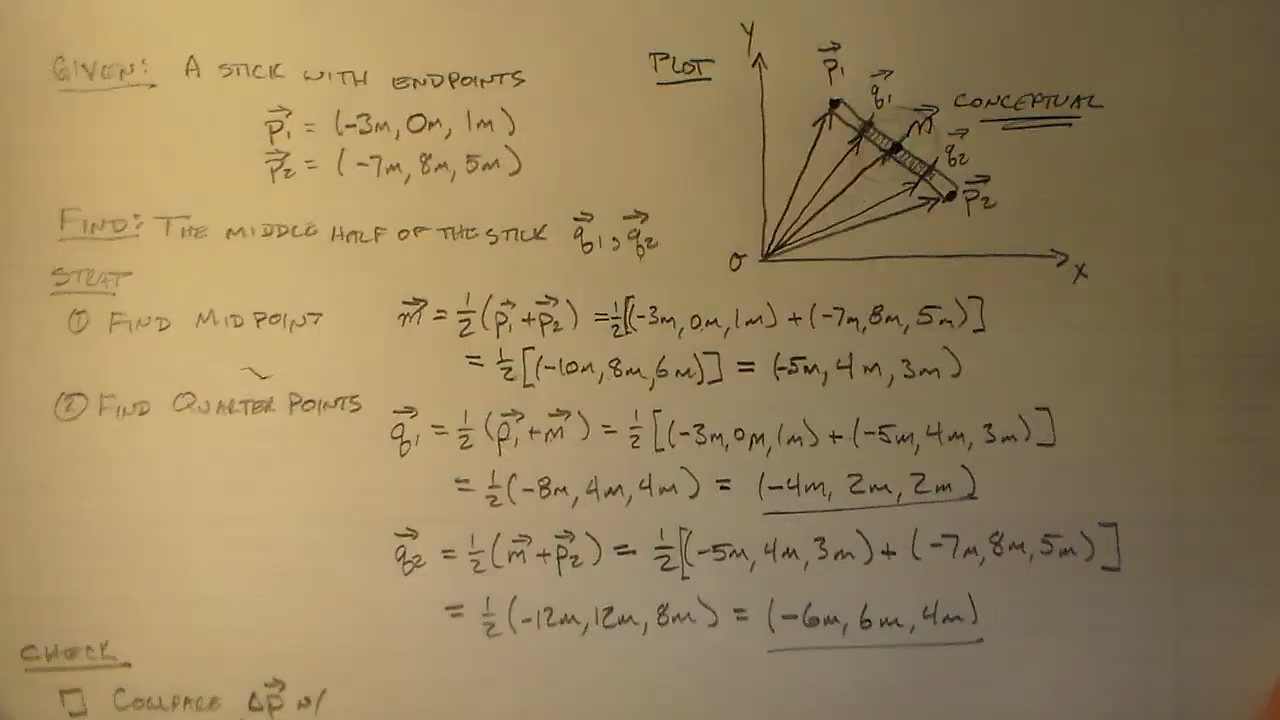 GIVEN: A STICK WITH ENDPOINTS
p⃗₁ = (-3m, 0m, 1m)
p⃗₂ = (-7m, 8m, 5m)
FIND: THE MIDDLE HALF OF THE STICK q⃗₁, q⃗₂
PLOT
Y
p⃗₁
q⃗₁
m⃗
CONCEPTUAL
q⃗₂
p⃗₂
O
X
STRAT
① FIND MIDPOINT
m⃗ = ½(p⃗₁+p⃗₂) = ½[(-3m, 0m, 1m) + (-7m, 8m, 5m)]
= ½[(-10m, 8m, 6m)] = (-5m, 4m, 3m)
② FIND QUARTER POINTS
q⃗₁ = ½(p⃗₁+m⃗) = ½[(-3m, 0m, 1m) + (-5m, 4m, 3m)]
= ½(-8m, 4m, 4m) = (-4m, 2m, 2m)
q⃗₂ = ½(m⃗+p⃗₂) = ½[(-5m, 4m, 3m) + (-7m, 8m, 5m)]
= ½(-12m, 12m, 8m) = (-6m, 6m, 4m)
CHECK
□ COMPARE Δp⃗ w/